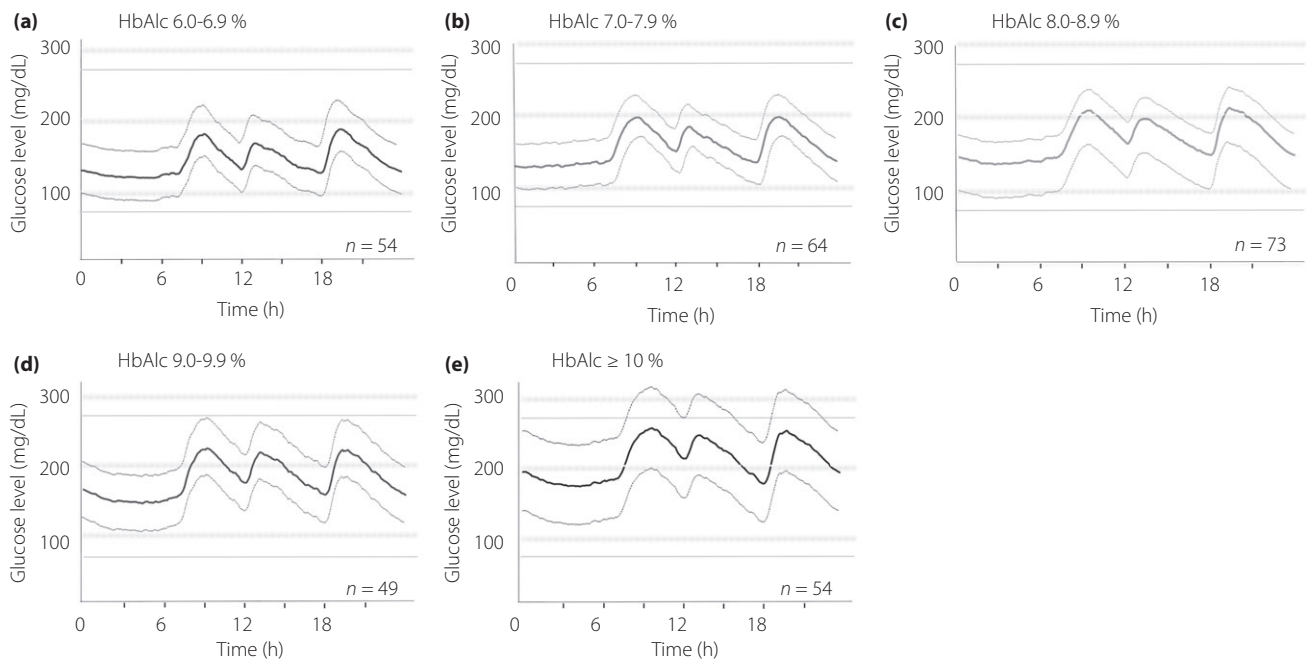 (a) HbAlc 6.0-6.9 %
(b) HbAlc 7.0-7.9 %
(c) HbAlc 8.0-8.9 %
Glucose level (mg/dL)
300
200
100
n = 54
0 6 12 18
Time (h)
Glucose level (mg/dL)
300
200
100
n = 64
0 6 12 18
Time (h)
Glucose level (mg/dL)
300
200
100
n = 73
0 6 12 18
Time (h)
(d) HbAlc 9.0-9.9 %
(e) HbAlc ≥ 10 %
Glucose level (mg/dL)
300
200
100
n = 49
0 6 12 18
Time (h)
Glucose level (mg/dL)
300
200
100
n = 54
0 6 12 18
Time (h)